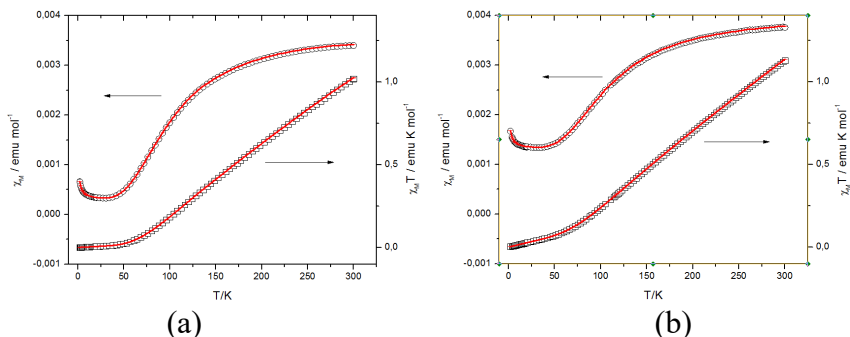 0,004
0,003
0,002
0,001
0,000
-0,001
χM / emu mol⁻¹
1,0
0,5
0,0
χMT / emu K mol⁻¹
0 50 100 150 200 250 300
T/K
(a)
0,004
0,003
0,002
0,001
0,000
-0,001
χM / emu mol⁻¹
1,0
0,5
0,0
χMT / emu K mol⁻¹
0 50 100 150 200 250 300
T/K
(b)